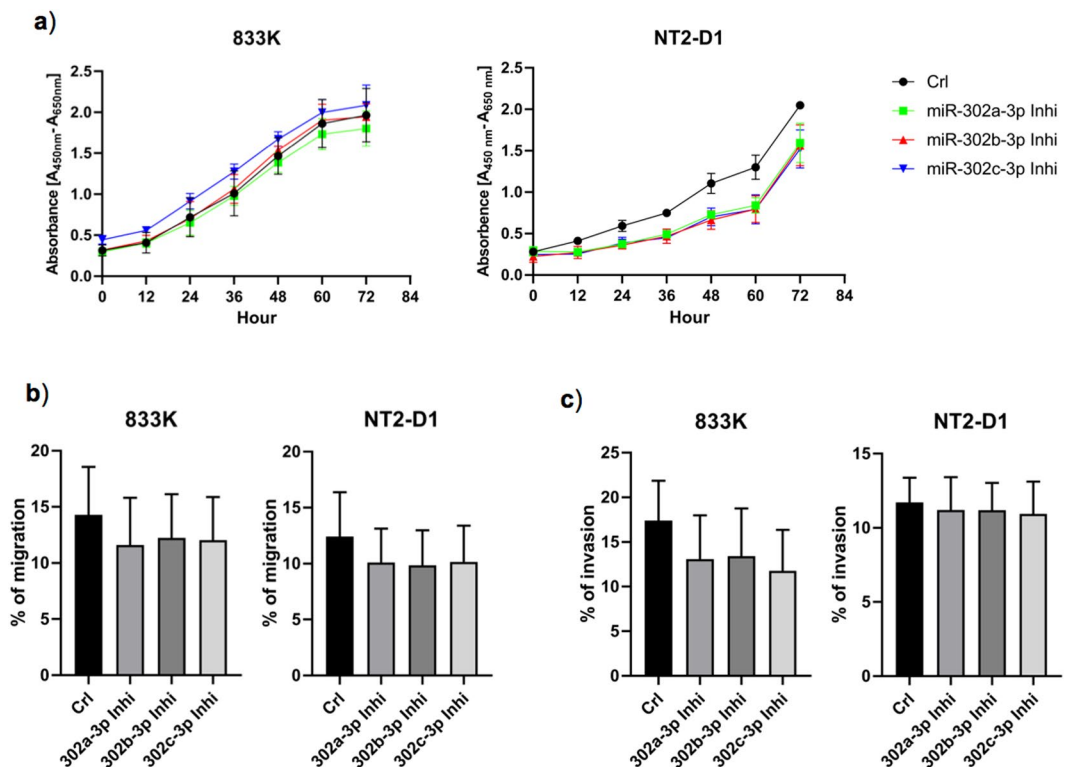 a)
833K
Absorbance [A450nm-A650nm]
2.5
2.0
1.5
1.0
0.5
0.0
0 12 24 36 48 60 72 84
Hour
NT2-D1
Absorbence [A450 nm-A650 nm]
2.5
2.0
1.5
1.0
0.5
0.0
0 12 24 36 48 60 72 84
Hour
Crl
miR-302a-3p Inhi
miR-302b-3p Inhi
miR-302c-3p Inhi
b)
833K
% of migration
20
15
10
5
0
Crl
302a-3p Inhi
302b-3p Inhi
302c-3p Inhi
NT2-D1
% of migration
20
15
10
5
0
Crl
302a-3p Inhi
302b-3p Inhi
302c-3p Inhi
c)
833K
% of invasion
25
20
15
10
5
0
Crl
302a-3p Inhi
302b-3p Inhi
302c-3p Inhi
NT2-D1
% of invasion
15
10
5
0
Crl
302a-3p Inhi
302b-3p Inhi
302c-3p Inhi